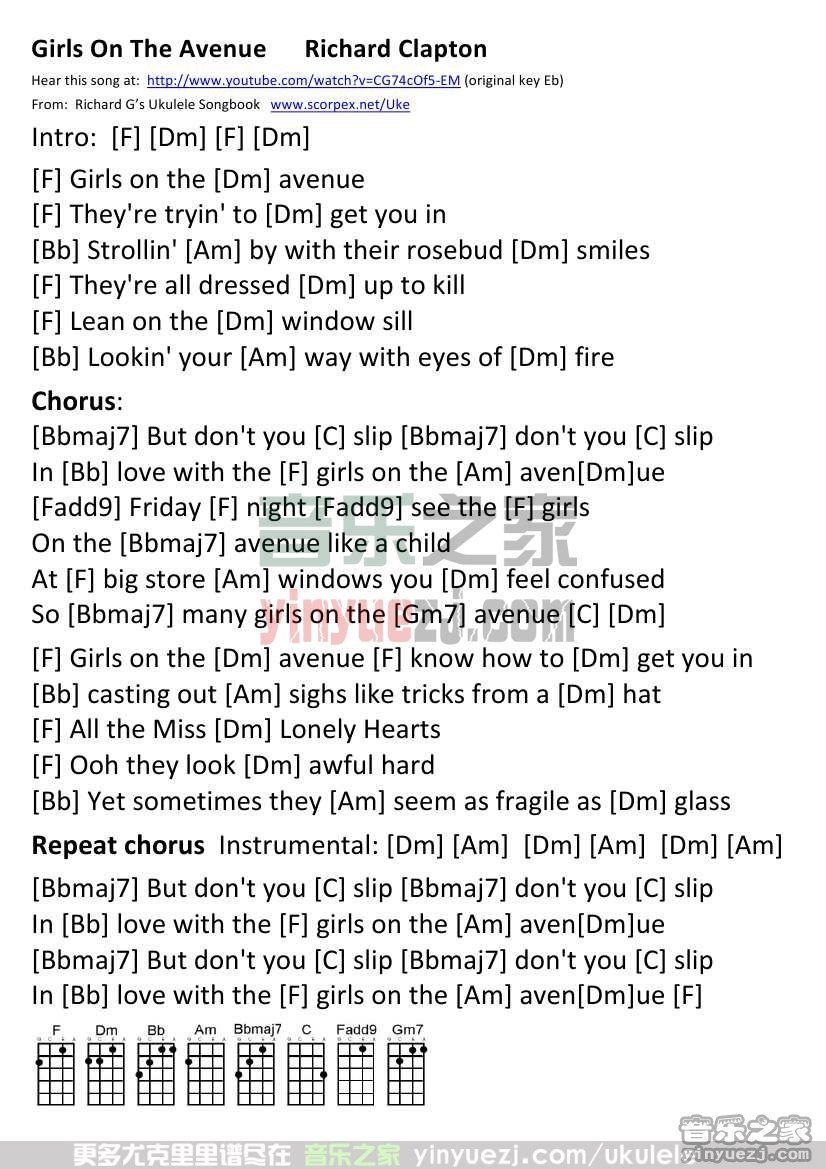 Girls On The Avenue Richard Clapton
Hear this song at: http://www.youtube.com/watch?v=CG74cOf5-EM (original key Eb)
From: Richard G's Ukulele Songbook www.scorpex.net/Uke
Intro: [F] [Dm] [F] [Dm]
[F] Girls on the [Dm] avenue
[F] They're tryin' to [Dm] get you in
[Bb] Strollin' [Am] by with their rosebud [Dm] smiles
[F] They're all dressed [Dm] up to kill
[F] Lean on the [Dm] window sill
[Bb] Lookin' your [Am] way with eyes of [Dm] fire
Chorus:
[Bbmaj7] But don't you [C] slip [Bbmaj7] don't you [C] slip
In [Bb] love with the [F] girls on the [Am] aven[Dm]ue
[Fadd9] Friday [F] night [Fadd9] see the [F] girls
On the [Bbmaj7] avenue like a child
At [F] big store [Am] windows you [Dm] feel confused
So [Bbmaj7] many girls on the [Gm7] avenue [C] [Dm]
音乐之家
yinyuezj.com
[F] Girls on the [Dm] avenue [F] know how to [Dm] get you in
[Bb] casting out [Am] sighs like tricks from a [Dm] hat
[F] All the Miss [Dm] Lonely Hearts
[F] Ooh they look [Dm] awful hard
[Bb] Yet sometimes they [Am] seem as fragile as [Dm] glass
Repeat chorus Instrumental: [Dm] [Am] [Dm] [Am] [Dm] [Am]
[Bbmaj7] But don't you [C] slip [Bbmaj7] don't you [C] slip
In [Bb] love with the [F] girls on the [Am] aven[Dm]ue
[Bbmaj7] But don't you [C] slip [Bbmaj7] don't you [C] slip
In [Bb] love with the [F] girls on the [Am] aven[Dm]ue [F]
F Dm Bb Am Bbmaj7 C Fadd9 Gm7
G C E A G C E A G C E A G C E A G C E A G C E A G C E A G C E A
音乐之家
yinyuezj.com
更多尤克里里谱尽在 音乐之家 yinyuezj.com/ukulele